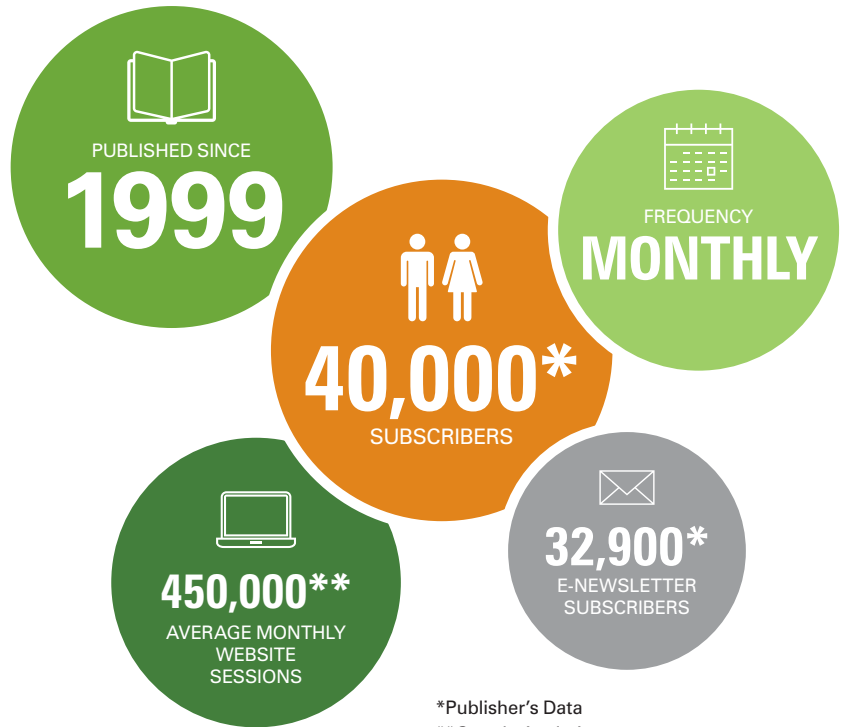 PUBLISHED SINCE
1999
FREQUENCY
MONTHLY
40,000*
SUBSCRIBERS
450,000**
AVERAGE MONTHLY
WEBSITE
SESSIONS
32,900*
E-NEWSLETTER
SUBSCRIBERS
*Publisher's Data